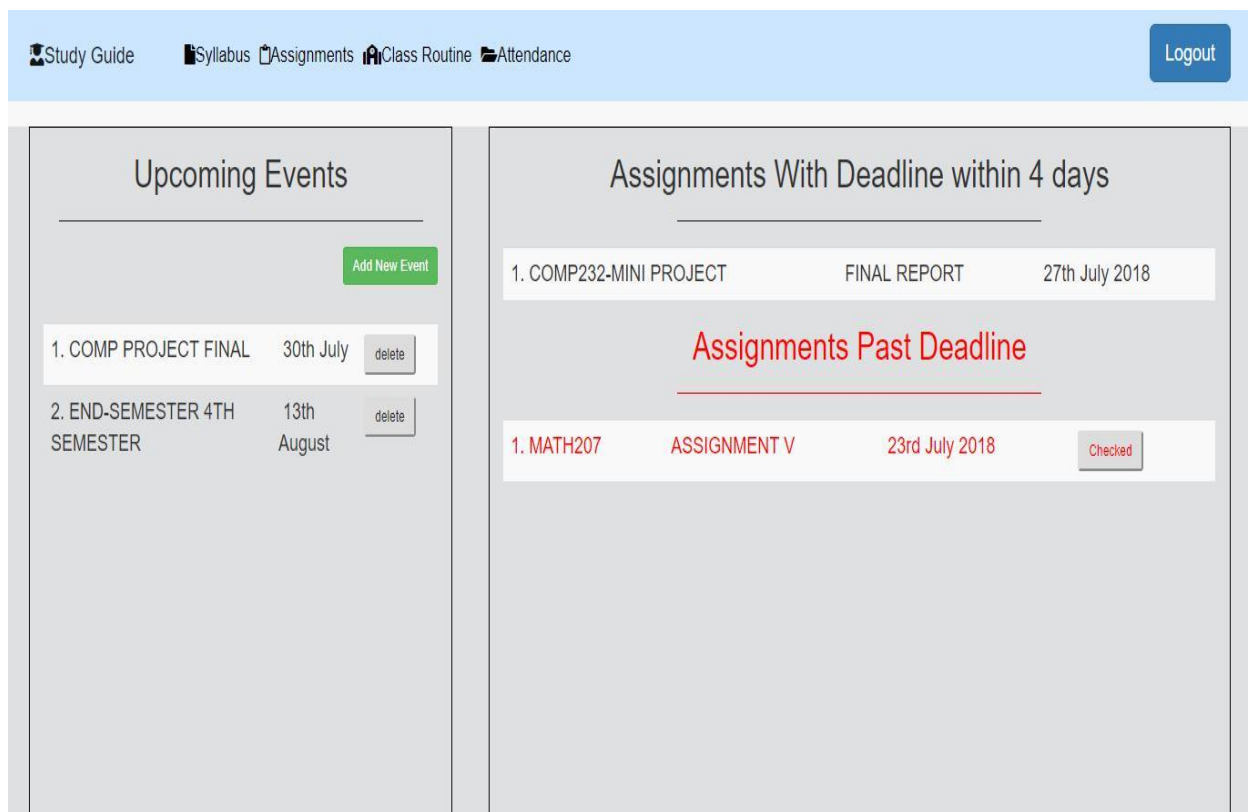 Study Guide Syllabus Assignments Class Routine Attendance Logout
Upcoming Events
Add New Event
1. COMP PROJECT FINAL 30th July delete
2. END-SEMESTER 4TH 13th delete
SEMESTER August
Assignments With Deadline within 4 days
1. COMP232-MINI PROJECT FINAL REPORT 27th July 2018
Assignments Past Deadline
1. MATH207 ASSIGNMENT V 23rd July 2018 Checked